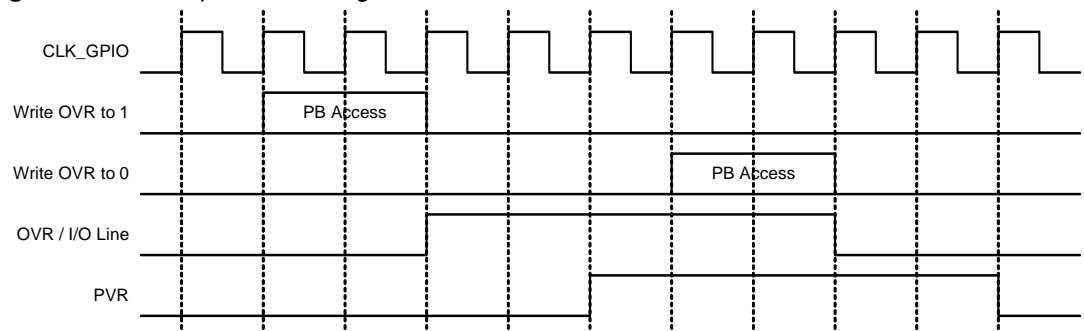 CLK_GPIO
Write OVR to 1
PB Access
Write OVR to 0
PB Access
OVR / I/O Line
PVR